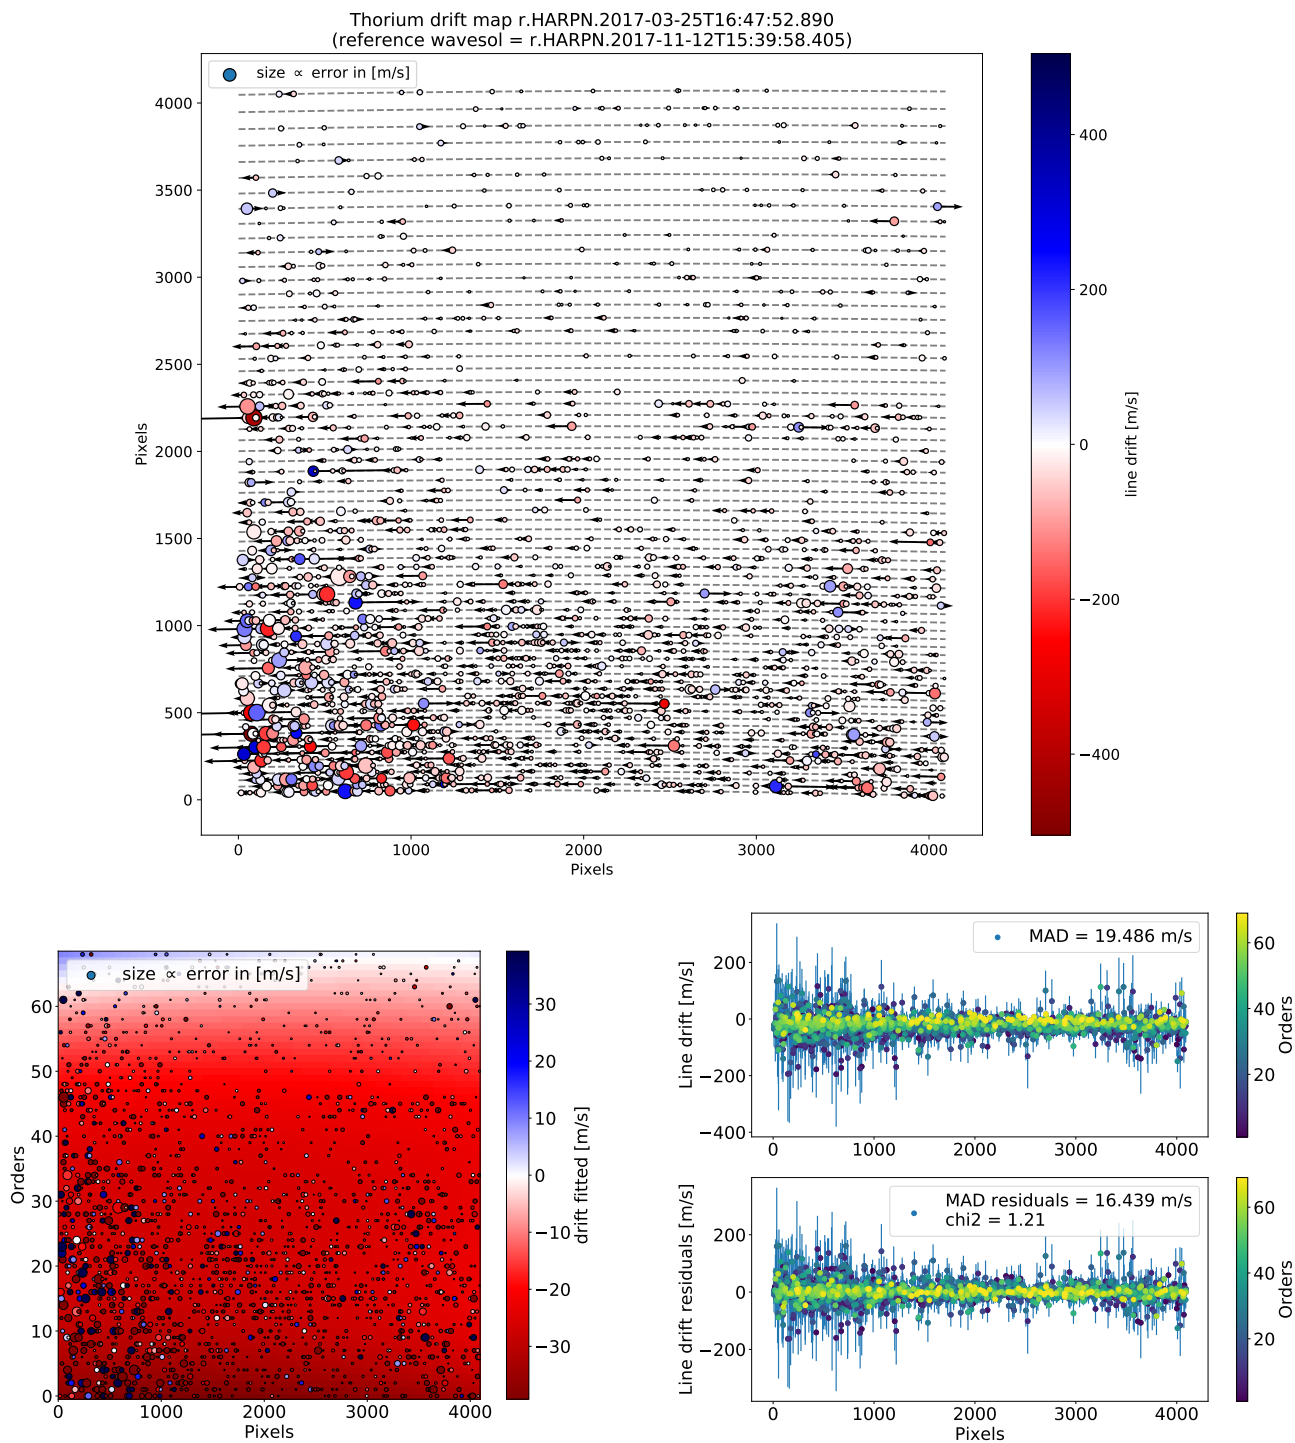 Thorium drift map r.HARPN.2017-03-25T16:47:52.890
(reference wavesol = r.HARPN.2017-11-12T15:39:58.405)
size ∝ error in [m/s]
4000
3500
3000
2500
2000
1500
1000
500
0
Pixels
0 1000 2000 3000 4000
Pixels
400
200
0
−200
−400
line drift [m/s]
size ∝ error in [m/s]
60
50
40
30
20
10
0
Orders
0 1000 2000 3000 4000
Pixels
30
20
10
0
−10
−20
−30
drift fitted [m/s]
MAD = 19.486 m/s
200
0
−200
−400
Line drift [m/s]
0 1000 2000 3000 4000
60
40
20
Orders
MAD residuals = 16.439 m/s
chi2 = 1.21
200
0
−200
Line drift residuals [m/s]
0 1000 2000 3000 4000
Pixels
60
40
20
Orders